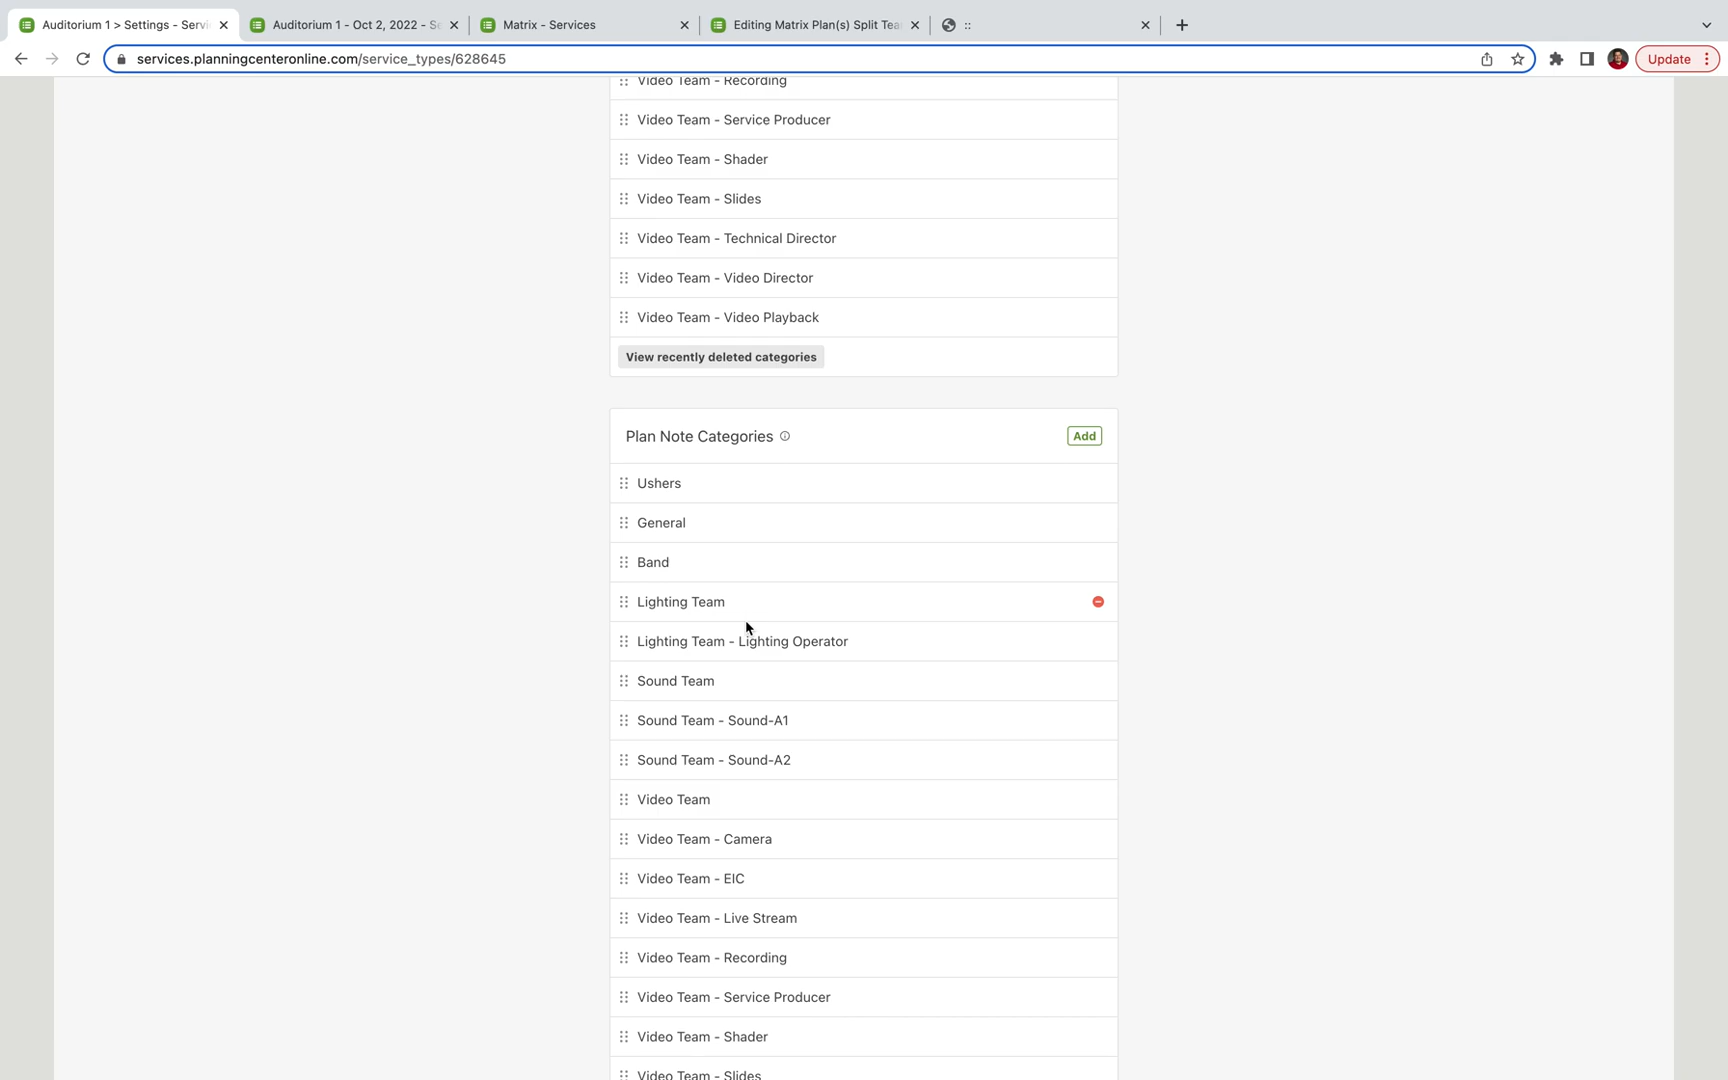 Auditorium 1 > Settings - Servi
Auditorium 1 - Oct 2, 2022 - Se
Matrix - Services
Editing Matrix Plan(s) Split Tea
::
services.planningcenteronline.com/service_types/628645
Update
Video Team - Recording
Video Team - Service Producer
Video Team - Shader
Video Team - Slides
Video Team - Technical Director
Video Team - Video Director
Video Team - Video Playback
View recently deleted categories
Plan Note Categories
Add
Ushers
General
Band
Lighting Team
Lighting Team - Lighting Operator
Sound Team
Sound Team - Sound-A1
Sound Team - Sound-A2
Video Team
Video Team - Camera
Video Team - EIC
Video Team - Live Stream
Video Team - Recording
Video Team - Service Producer
Video Team - Shader
Video Team - Slides